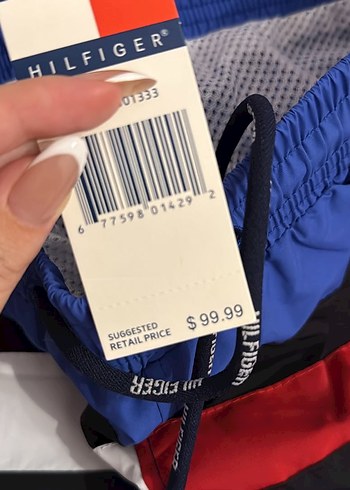 HILFIGER®
01333
6 77598 01429 2
SUGGESTED
RETAIL PRICE
$99.99
HILFIGER
HILFIGER